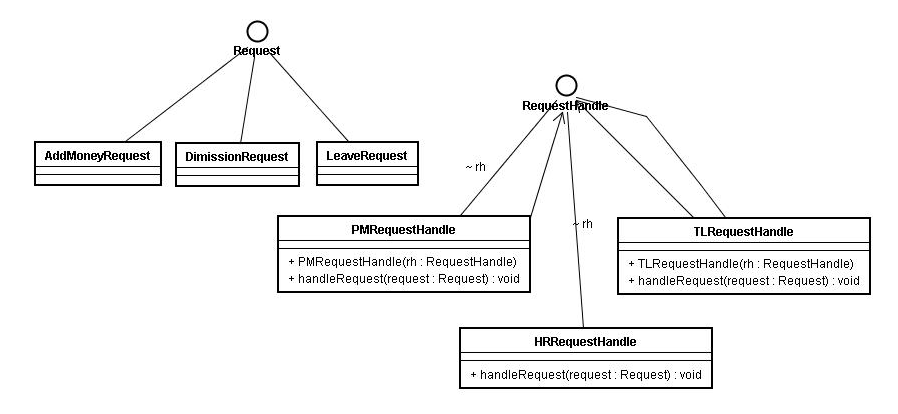 Request
RequestHandle
AddMoneyRequest
DimissionRequest
LeaveRequest
~ rh
~ rh
PMRequestHandle
+ PMRequestHandle(rh : RequestHandle)
+ handleRequest(request : Request) : void
TLRequestHandle
+ TLRequestHandle(rh : RequestHandle)
+ handleRequest(request : Request) : void
HRRequestHandle
+ handleRequest(request : Request) : void